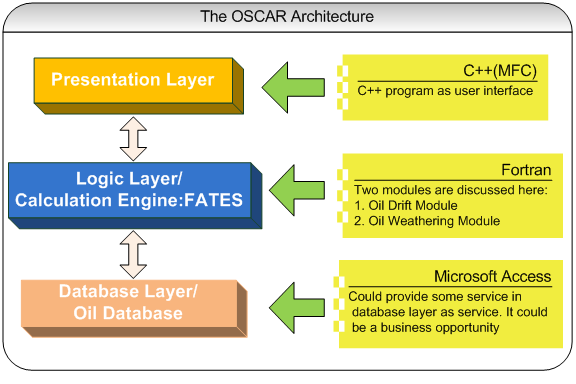 The OSCAR Architecture
Presentation Layer
C++(MFC)
C++ program as user interface
Logic Layer/
Calculation Engine:FATES
Fortran
Two modules are discussed here:
1. Oil Drift Module
2. Oil Weathering Module
Database Layer/
Oil Database
Microsoft Access
Could provide some service in
database layer as service. It could
be a business opportunity